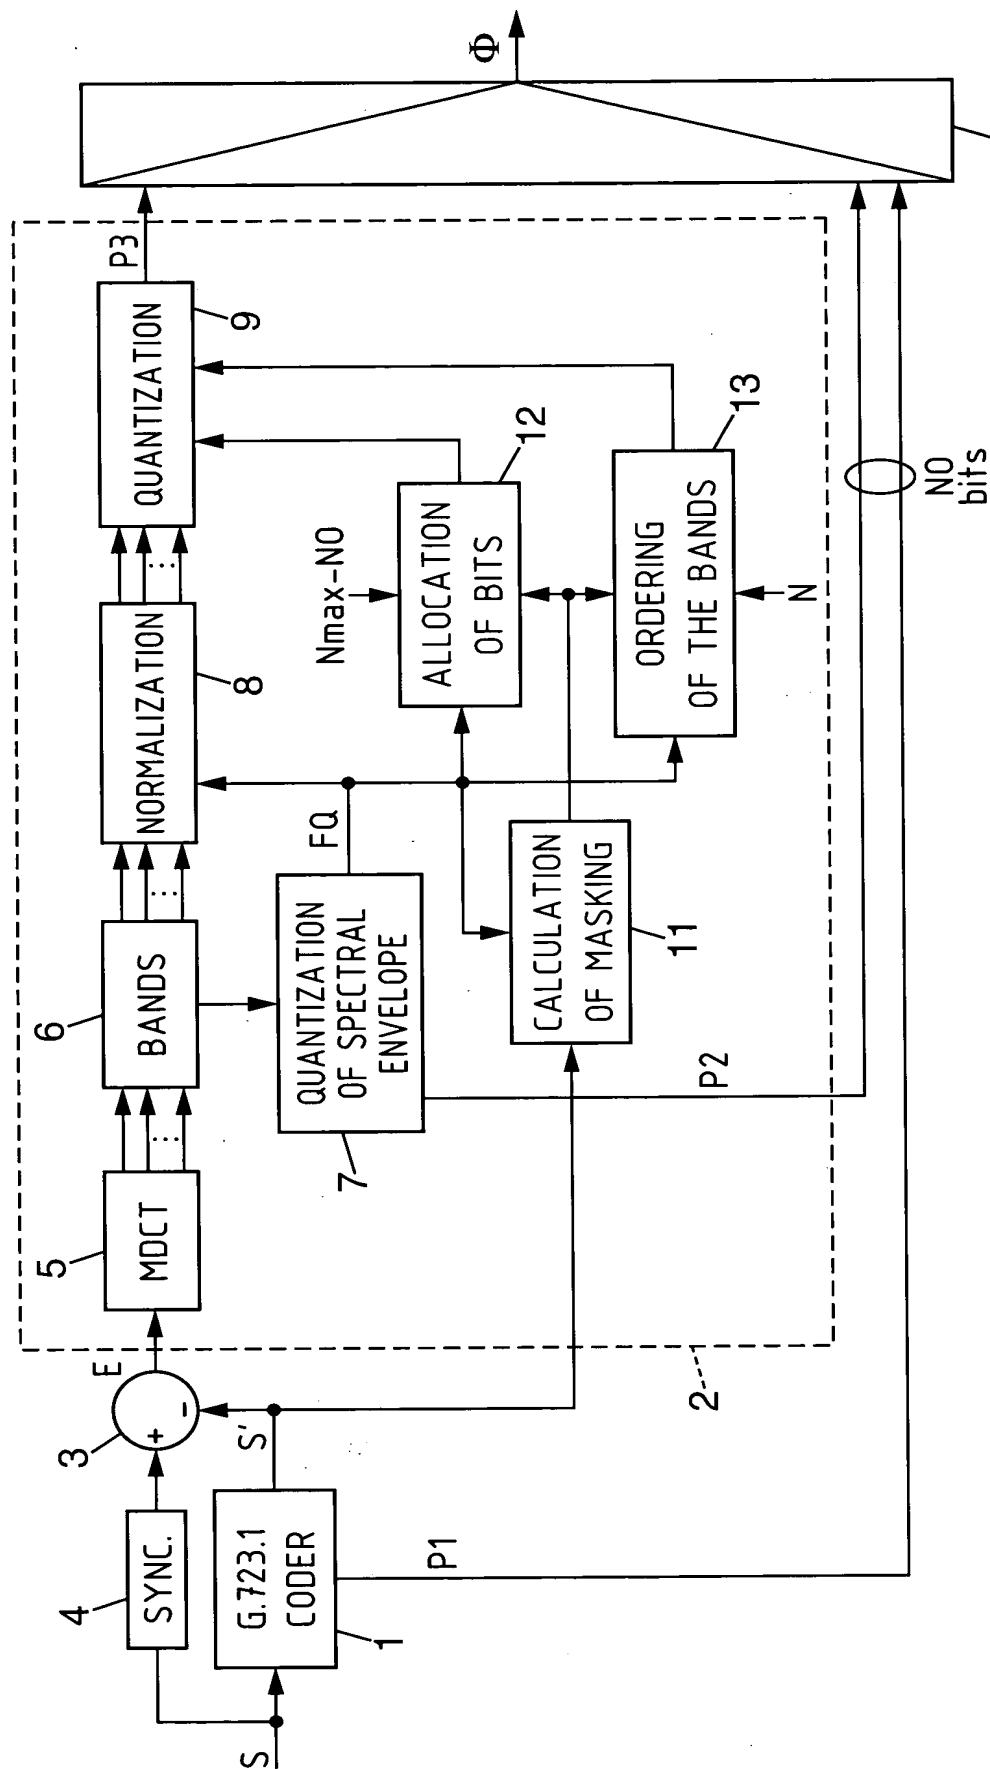 S
4
SYNC.
G.723.1
CODER
1
P1
3
+
-
S'
E
2
5
MDCT
6
BANDS
7
QUANTIZATION
OF SPECTRAL
ENVELOPE
P2
FQ
8
NORMALIZATION
CALCULATION
OF MASKING
11
Nmax-NO
ALLOCATION
OF BITS
12
ORDERING
OF THE BANDS
13
N
9
QUANTIZATION
P3
NO
bits
Φ